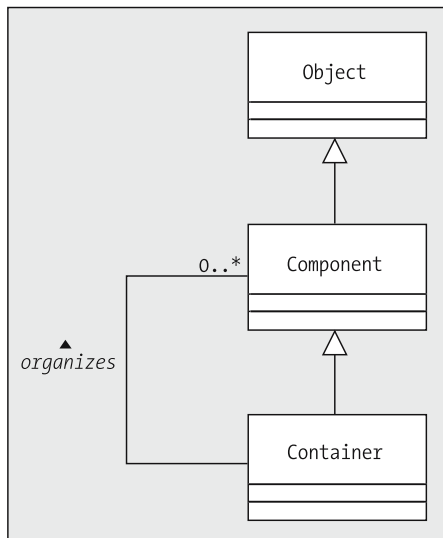 Object
0..*
Component
▲
organizes
Container